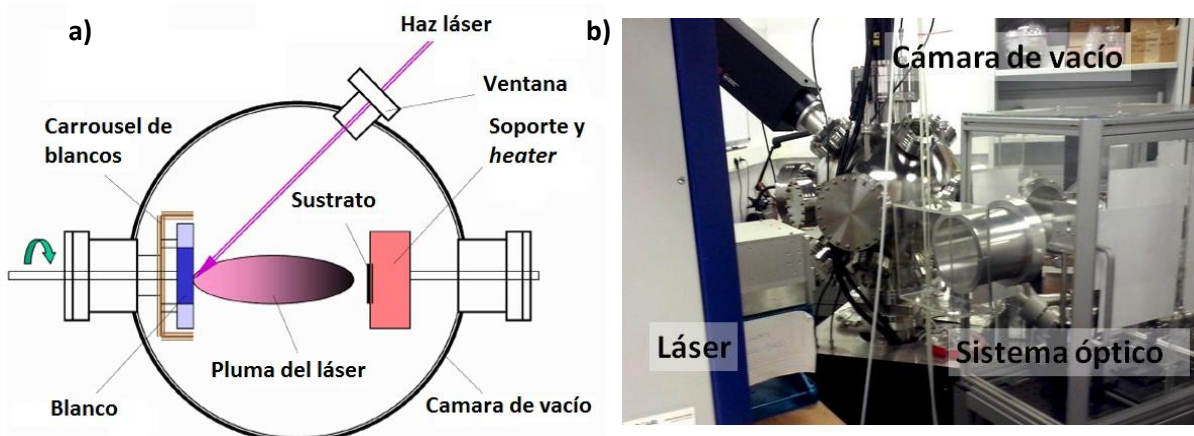 a)
Haz láser
Ventana
Soporte y
heater
Carrousel de
blancos
Sustrato
Pluma del láser
Blanco
Camara de vacío
b)
Cámara de vacío
Láser
Sistema óptico